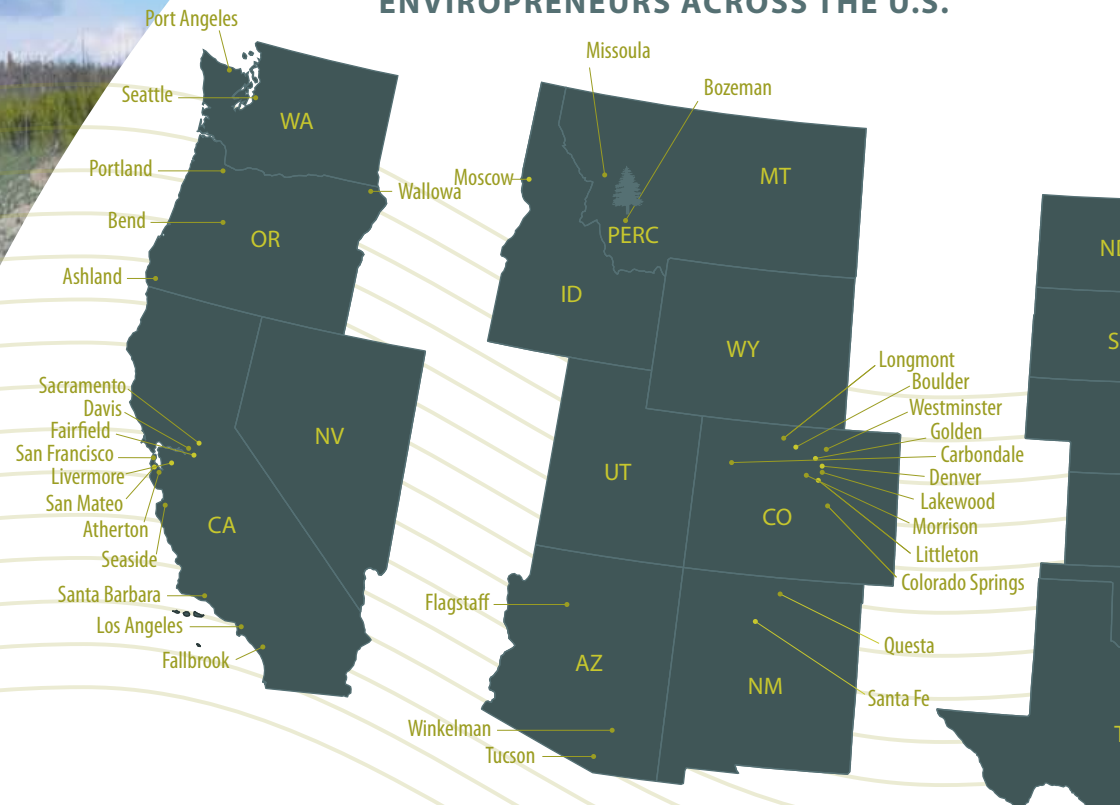 ENVIROPRENEURS ACROSS THE U.S.
Port Angeles
Seattle
WA
Portland
Wallowa
Bend
OR
Ashland
Sacramento
Davis
Fairfield
San Francisco
Livermore
San Mateo
Atherton
Seaside
Santa Barbara
Los Angeles
Fallbrook
CA
NV
Missoula
Bozeman
Moscow
MT
PERC
ID
WY
UT
CO
Longmont
Boulder
Westminster
Golden
Carbondale
Denver
Lakewood
Morrison
Littleton
Colorado Springs
Flagstaff
AZ
Winkelman
Tucson
NM
Questa
Santa Fe
S
T